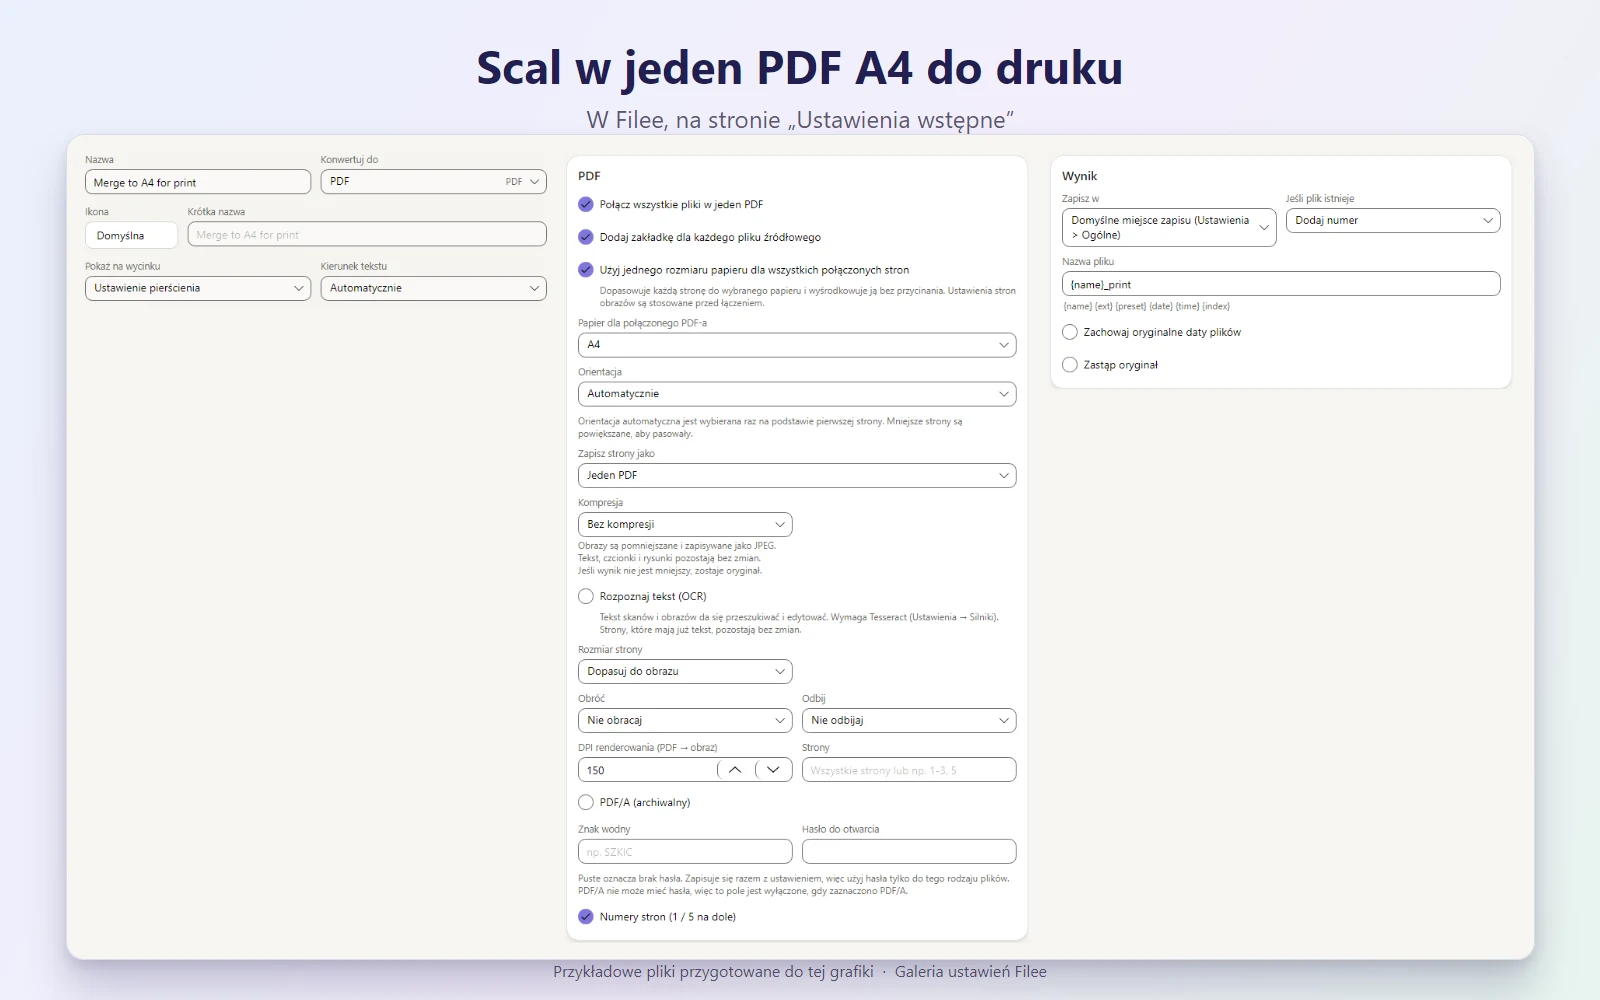 Scal w jeden PDF A4 do druku
W Filee, na stronie „Ustawienia wstępne”
Nazwa
Merge to A4 for print
Konwertuj do
PDF PDF
Ikona
Domyślna
Krótka nazwa
Merge to A4 for print
Pokaż na wycinku
Ustawienie pierścienia
Kierunek tekstu
Automatycznie
PDF
Połącz wszystkie pliki w jeden PDF
Dodaj zakładkę dla każdego pliku źródłowego
Użyj jednego rozmiaru papieru dla wszystkich połączonych stron
Dopasowuje każdą stronę do wybranego papieru i wyśrodkowuje ją bez przycinania. Ustawienia stron
obrazów są stosowane przed łączeniem.
Papier dla połączonego PDF-a
A4
Orientacja
Automatycznie
Orientacja automatyczna jest wybierana raz na podstawie pierwszej strony. Mniejsze strony są
powiększane, aby pasowały.
Zapisz strony jako
Jeden PDF
Kompresja
Bez kompresji
Obrazy są pomniejszane i zapisywane jako JPEG.
Tekst, czcionki i rysunki pozostają bez zmian.
Jeśli wynik nie jest mniejszy, zostaje oryginał.
Rozpoznaj tekst (OCR)
Tekst skanów i obrazów da się przeszukiwać i edytować. Wymaga Tesseract (Ustawienia → Silniki).
Strony, które mają już tekst, pozostają bez zmian.
Rozmiar strony
Dopasuj do obrazu
Obróć
Nie obracaj
Odbij
Nie odbijaj
DPI renderowania (PDF → obraz)
150
Strony
Wszystkie strony lub np. 1-3, 5
PDF/A (archiwalny)
Znak wodny
np. SZKIC
Hasło do otwarcia
Puste oznacza brak hasła. Zapisuje się razem z ustawieniem, więc użyj hasła tylko do tego rodzaju plików.
PDF/A nie może mieć hasła, więc to pole jest wyłączone, gdy zaznaczono PDF/A.
Numery stron (1 / 5 na dole)
Wynik
Zapisz w
Domyślne miejsce zapisu (Ustawienia
> Ogólne)
Jeśli plik istnieje
Dodaj numer
Nazwa pliku
{name}_print
{name} {ext} {preset} {date} {time} {index}
Zachowaj oryginalne daty plików
Zastąp oryginał
Przykładowe pliki przygotowane do tej grafiki · Galeria ustawień Filee